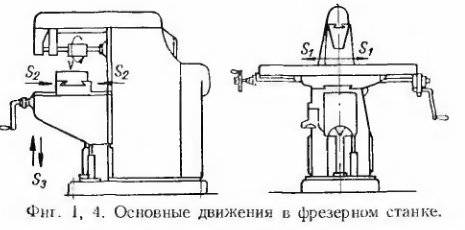 S₁ S₁
S₂ S₂
S₃
Фиг. 1, 4. Основные движения в фрезерном станке.